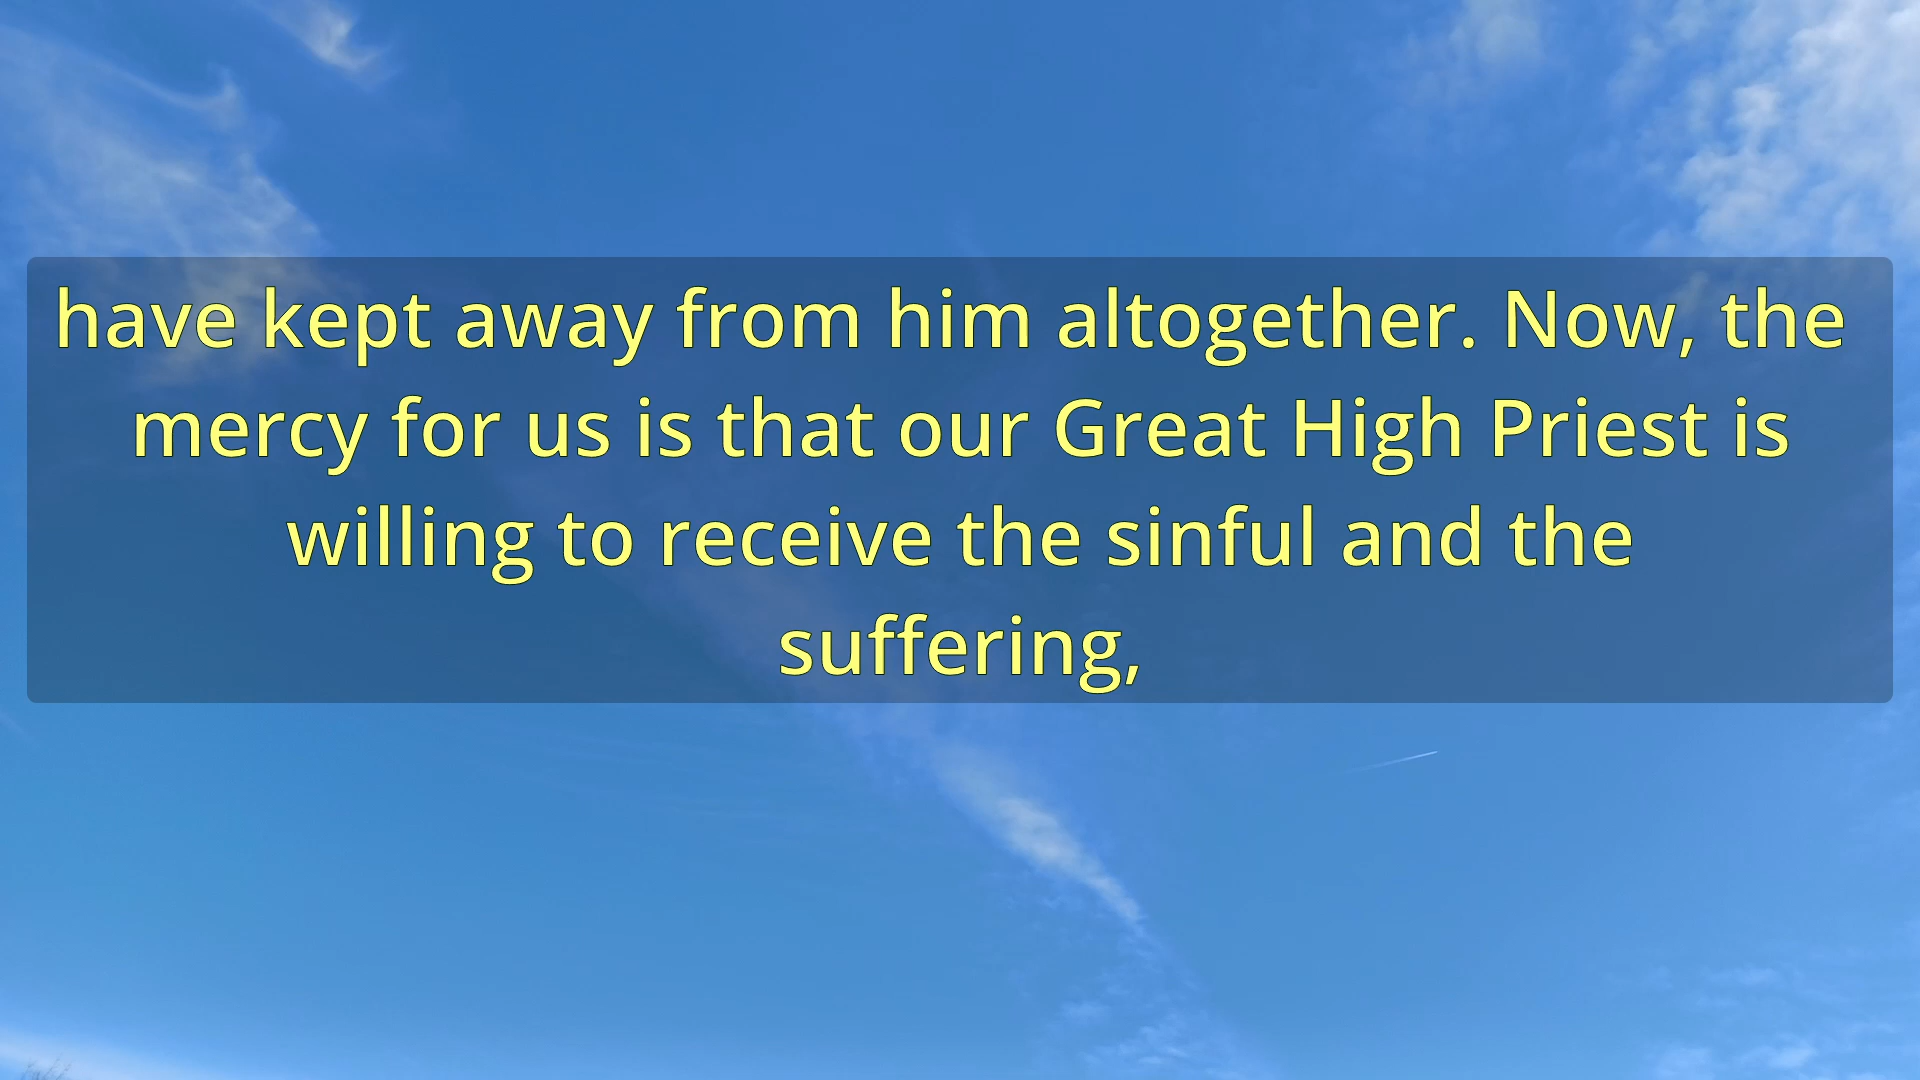 have kept away from him altogether. Now, the
mercy for us is that our Great High Priest is
willing to receive the sinful and the
suffering,